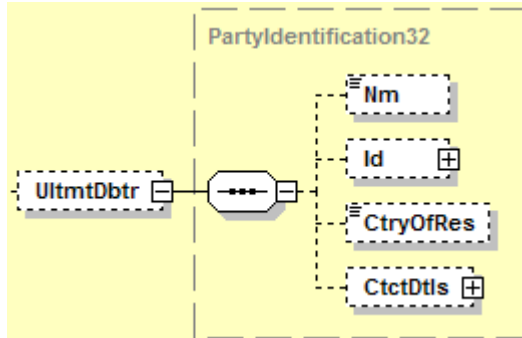 PartyIdentification32
Nm
Id
UltmtDbtr
CtryOfRes
CtctDtls